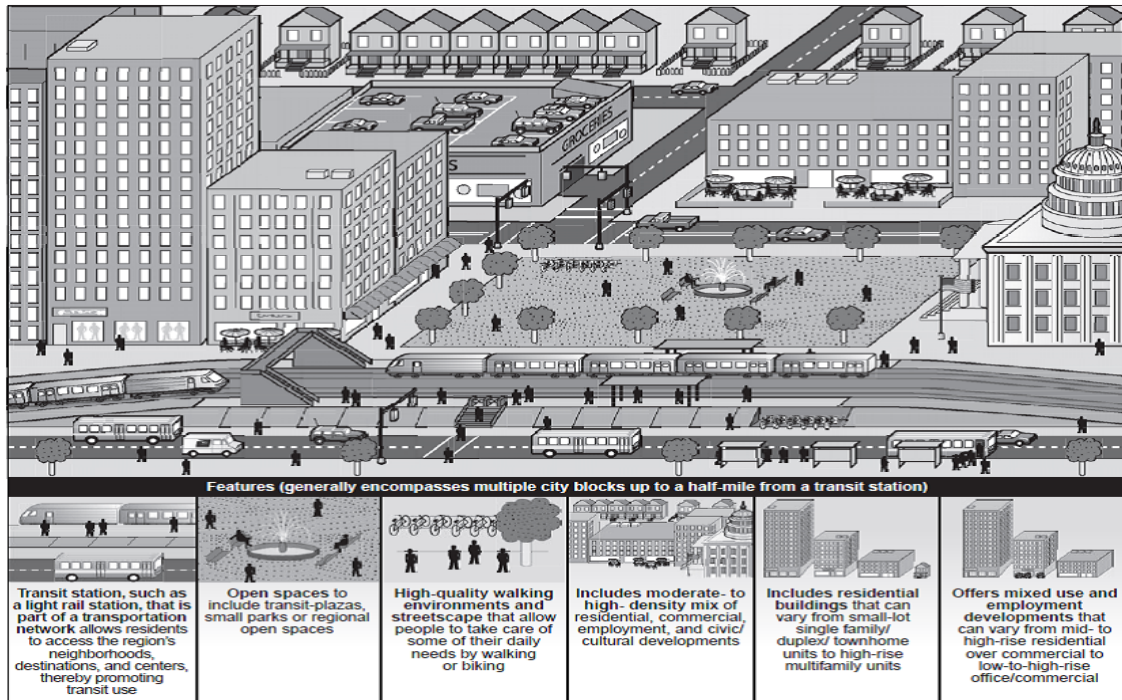 GROCERIES
S
Features (generally encompasses multiple city blocks up to a half-mile from a transit station)
Transit station, such as
a light rail station, that is
part of a transportation
network allows residents
to access the region's
neighborhoods,
destinations, and centers,
thereby promoting
transit use
Open spaces to
include transit-plazas,
small parks or regional
open spaces
High-quality walking
environments and
streetscape that allow
people to take care of
some of their daily
needs by walking
or biking
Includes moderate- to
high- density mix of
residential, commercial,
employment, and civic/
cultural developments
Includes residential
buildings that can
vary from small-lot
single family/
duplex/ townhome
units to high-rise
multifamily units
Offers mixed use and
employment
developments that
can vary from mid- to
high-rise residential
over commercial to
low-to-high-rise
office/commercial